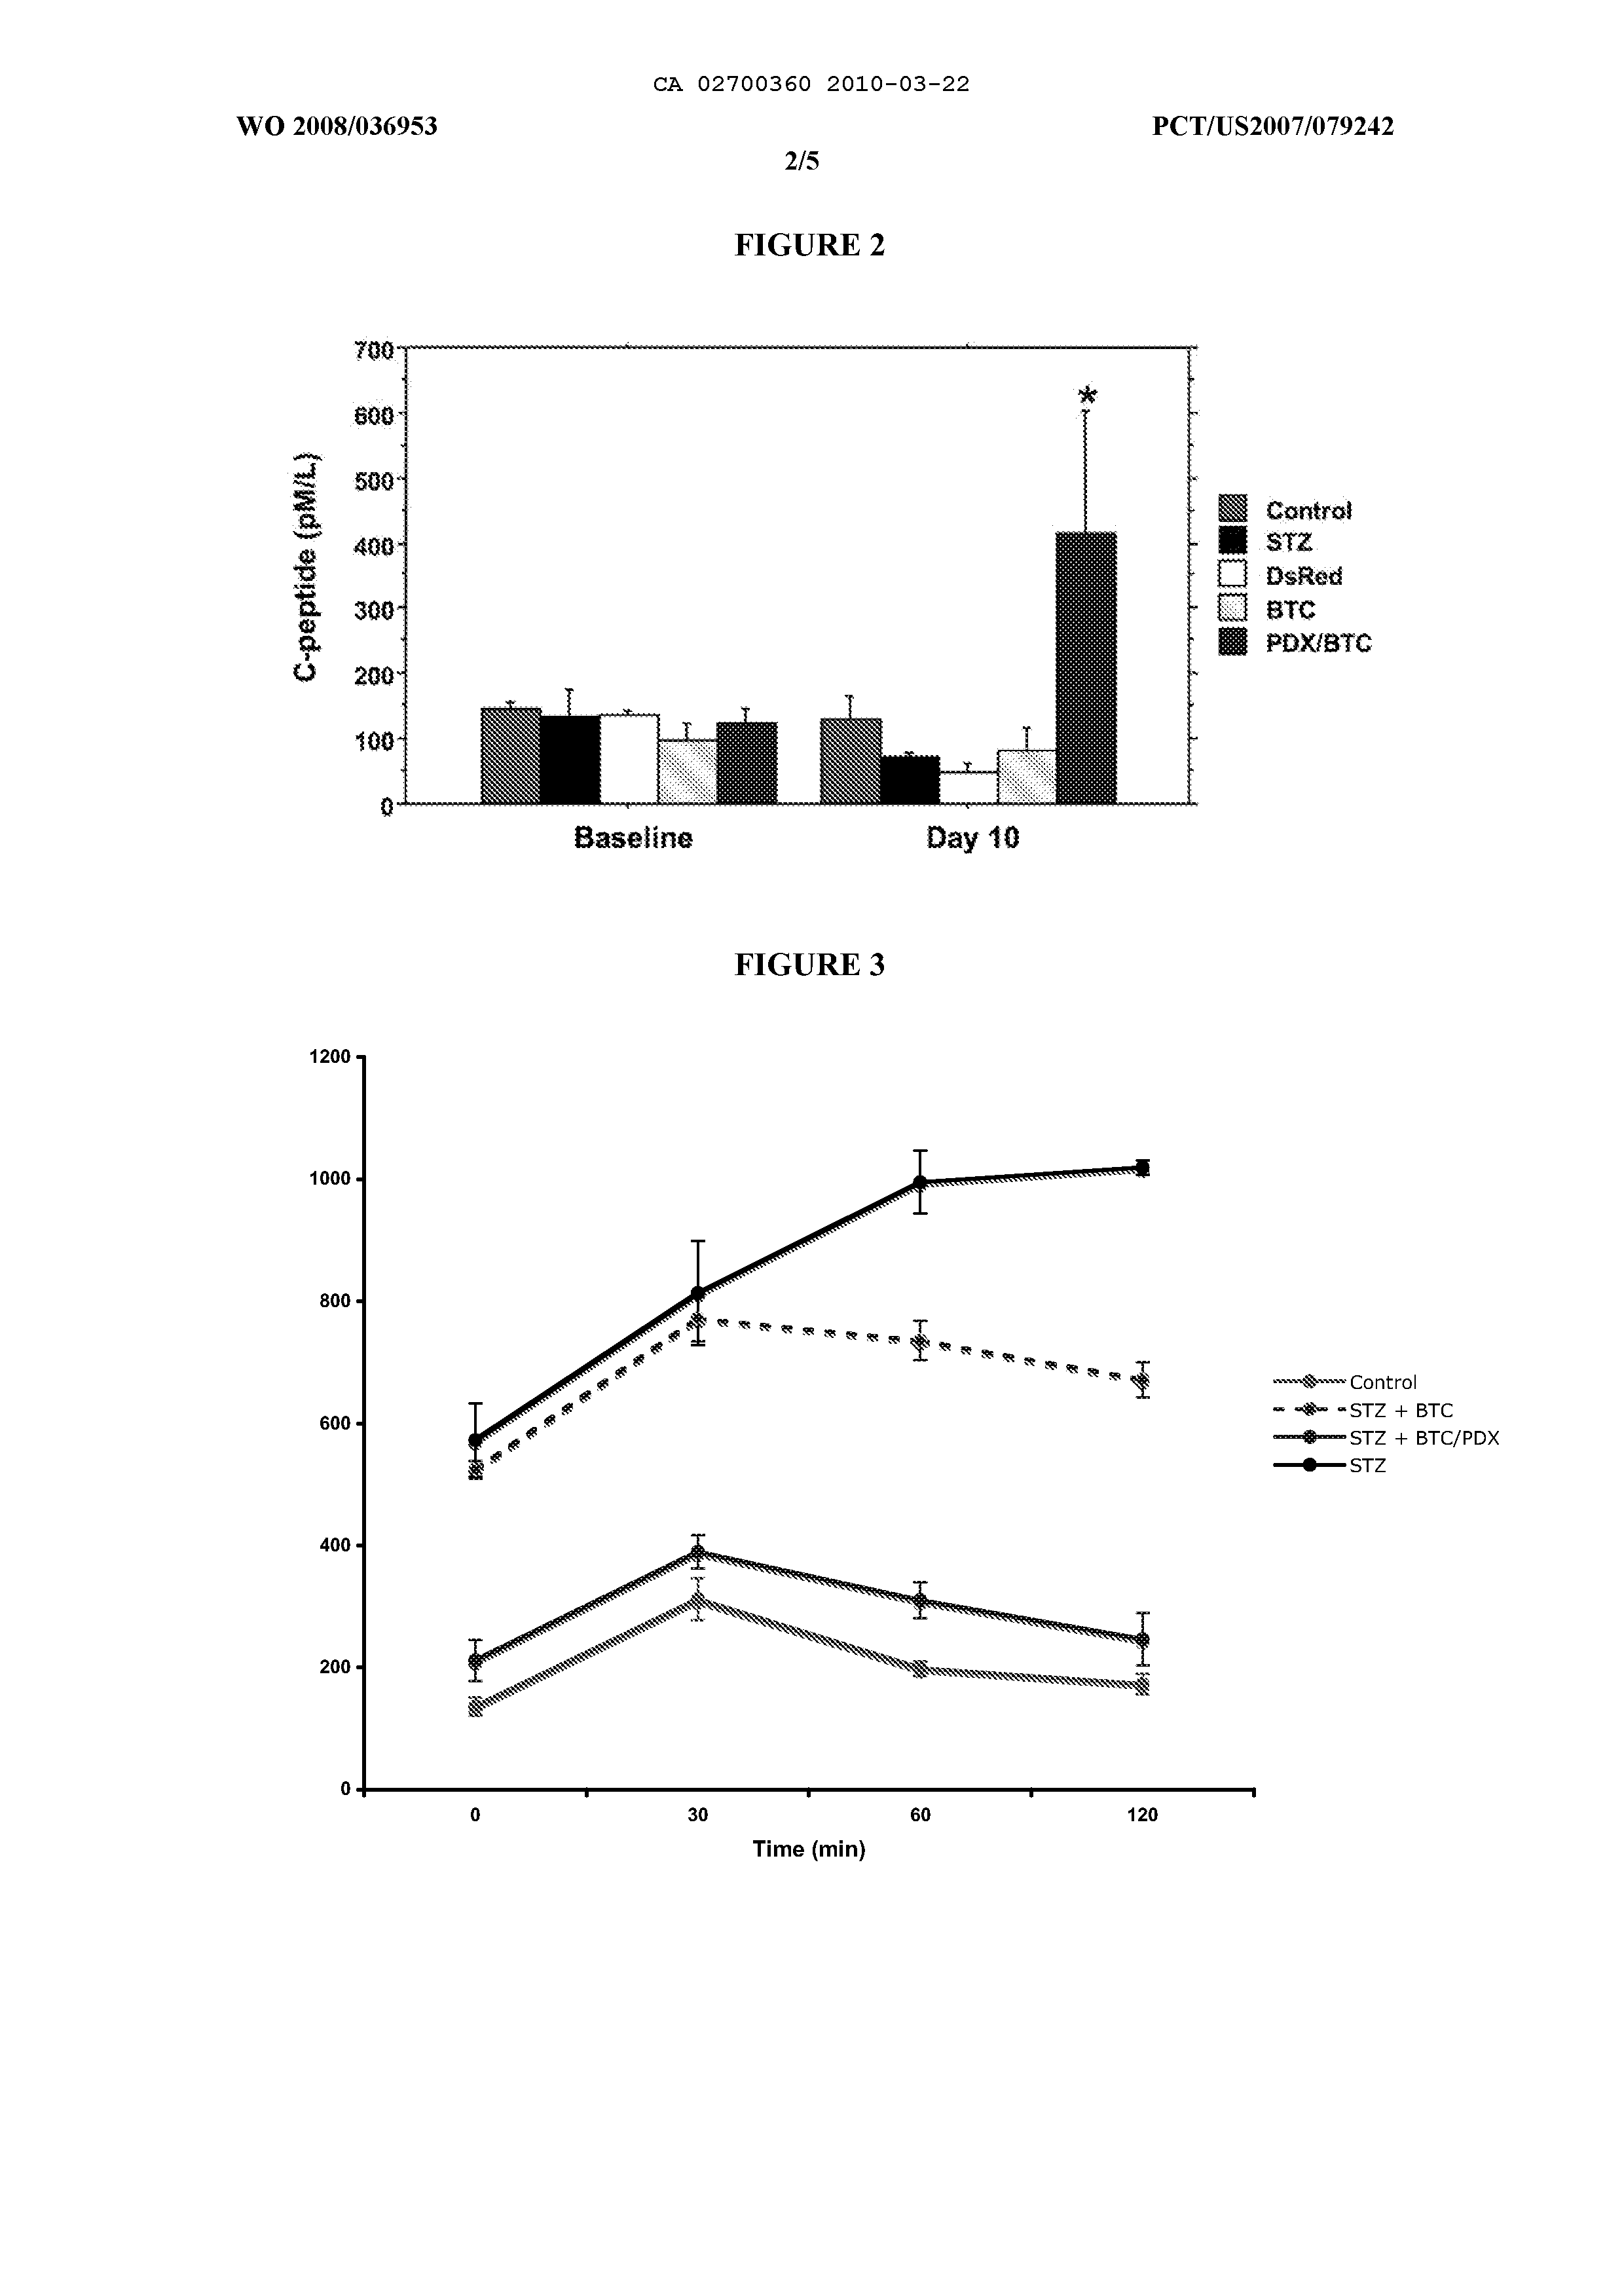 CA 02700360 2010-03-22
WO 2008/036953 PCT/US2007/079242
2/5
FIGURE 2
700
600
500
400
300
200
100
0
C-peptide (pM/L)
Baseline Day 10
*
Control
STZ
DsRed
BTC
PDX/BTC
FIGURE 3
1200
1000
800
600
400
200
0
0 30 60 120
Time (min)
Control
STZ + BTC
STZ + BTC/PDX
STZ